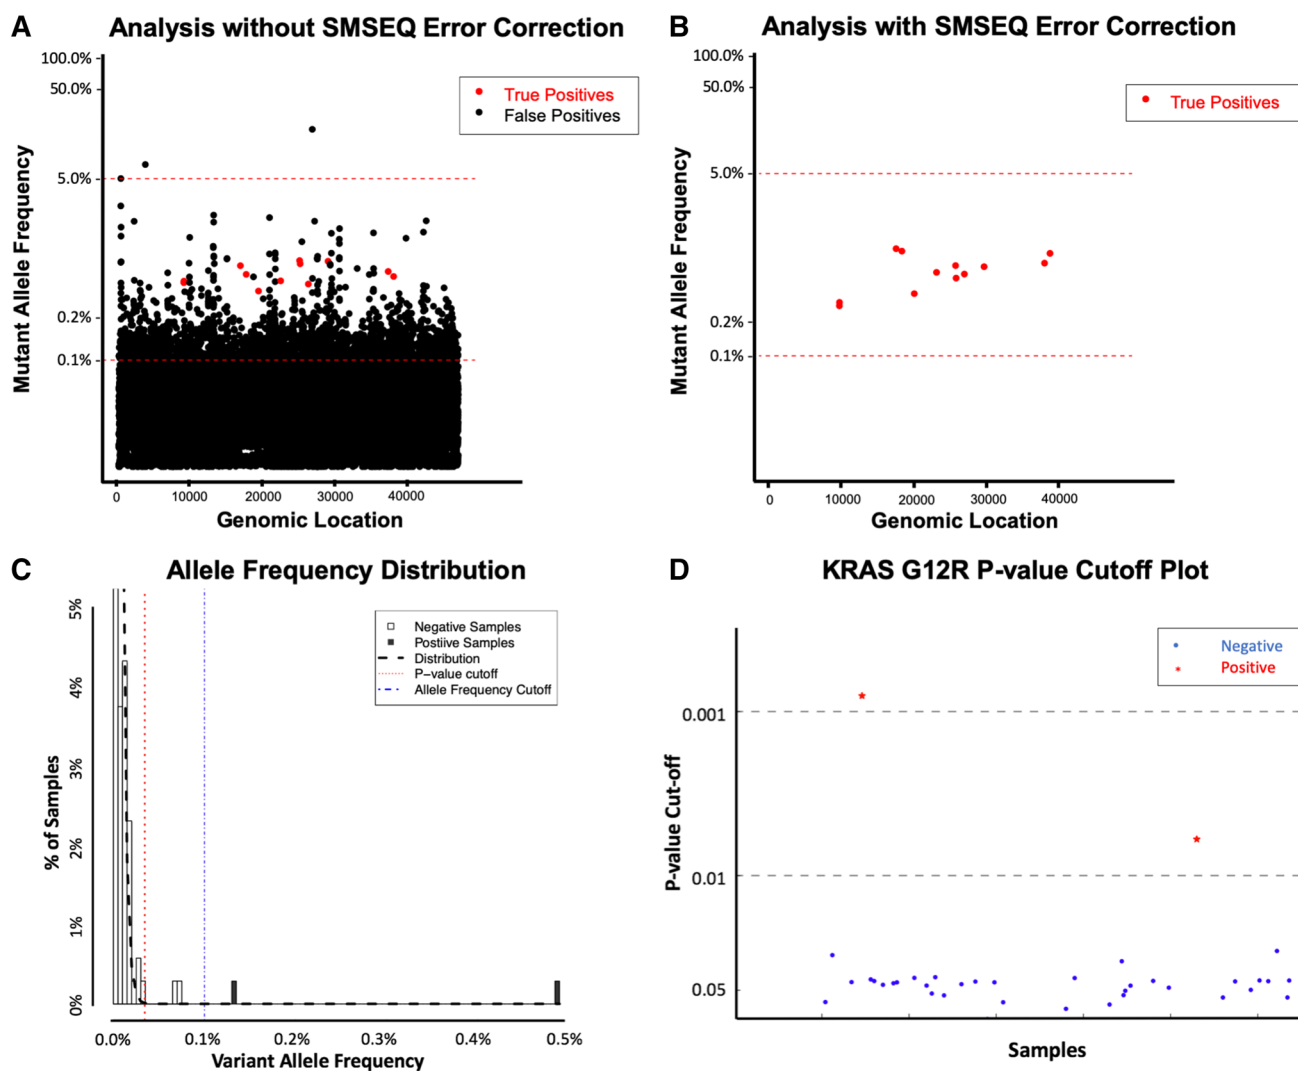 A
Analysis without SMSEQ Error Correction
100.0%
50.0%
5.0%
0.2%
0.1%
Mutant Allele Frequency
True Positives
False Positives
0
10000
20000
30000
40000
Genomic Location
B
Analysis with SMSEQ Error Correction
100.0%
50.0%
5.0%
0.2%
0.1%
Mutant Allele Frequency
True Positives
0
10000
20000
30000
40000
Genomic Location
C
Allele Frequency Distribution
5%
4%
3%
2%
1%
0%
% of Samples
Negative Samples
Postiive Samples
Distribution
P-value cutoff
Allele Frequency Cutoff
0.0%
0.1%
0.2%
0.3%
0.4%
0.5%
Variant Allele Frequency
D
KRAS G12R P-value Cutoff Plot
Negative
Positive
0.001
0.01
0.05
P-value Cut-off
Samples